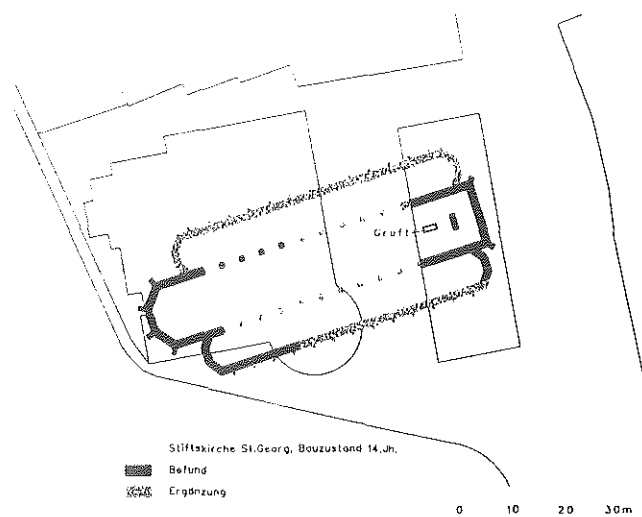 Gruft
Stiftskirche St.Georg, Bauzustand 14.Jh.
Befund
Ergänzung
0 10 20 30m